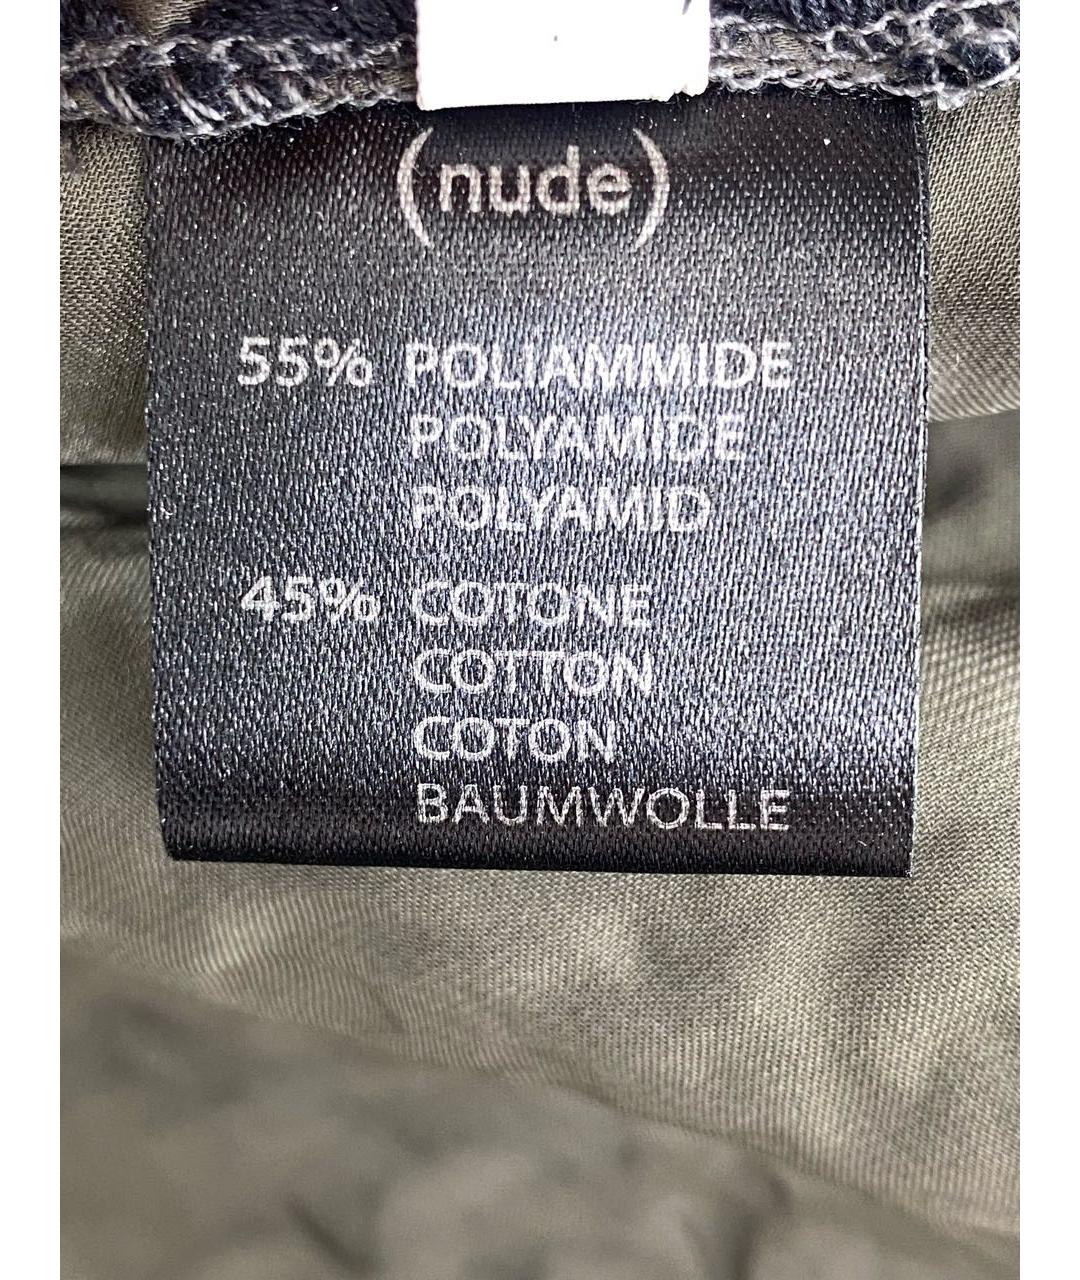 (nude)
55% POLIAMMIDE
POLYAMIDE
POLYAMID
45% COTONE
COTTON
COTON
BAUMWOLLE